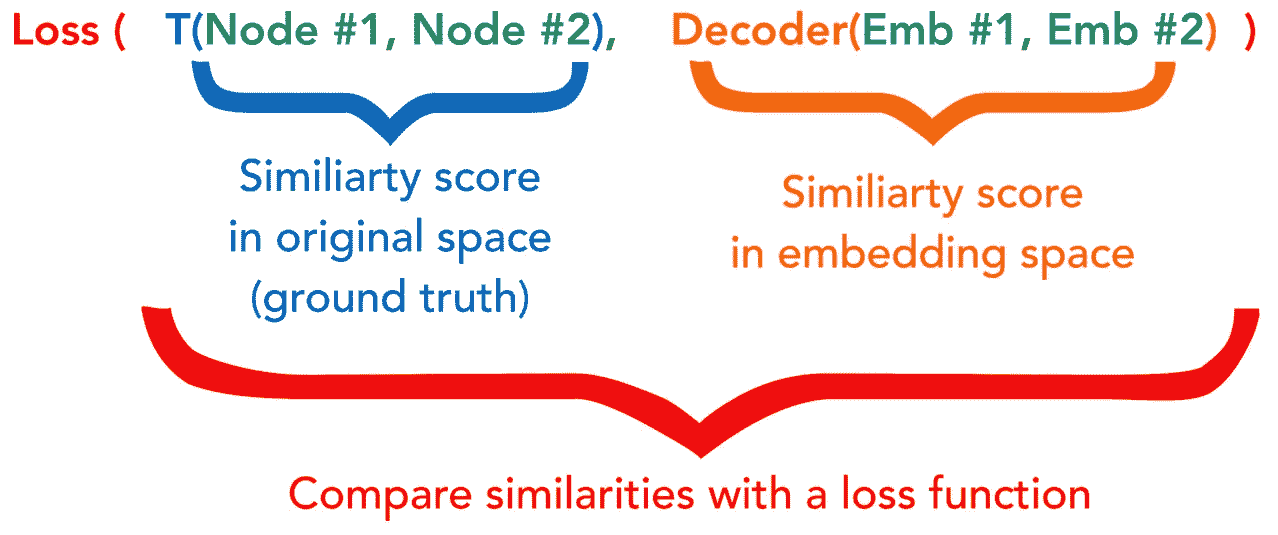 Loss ( T(Node #1, Node #2), Decoder(Emb #1, Emb #2) )
Similiarty score
in original space
(ground truth)
Similiarty score
in embedding space
Compare similarities with a loss function